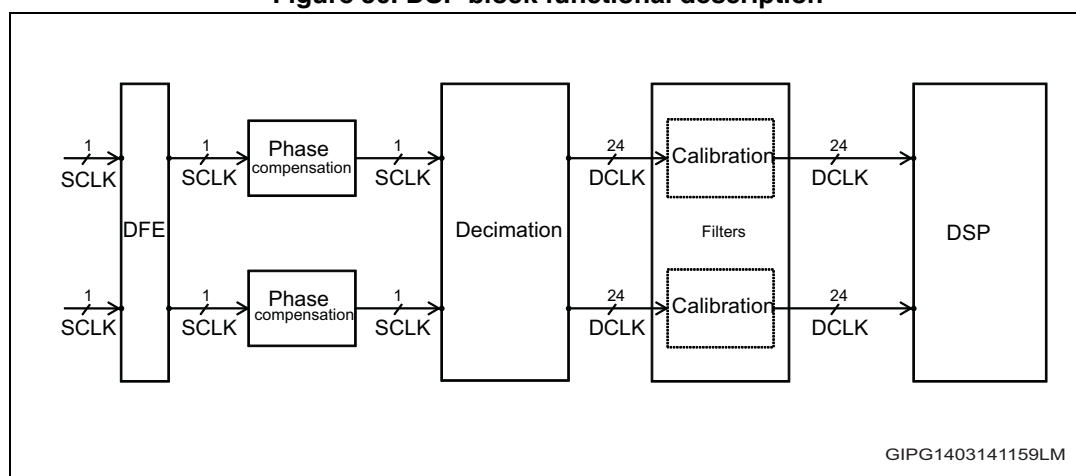 Figure DSP block functional description
1
SCLK
1
SCLK
Phase
compensation
1
SCLK
24
DCLK
Calibration
24
DCLK
DFE
Decimation
Filters
DSP
1
SCLK
1
SCLK
Phase
compensation
1
SCLK
24
DCLK
Calibration
24
DCLK
GIPG1403141159LM